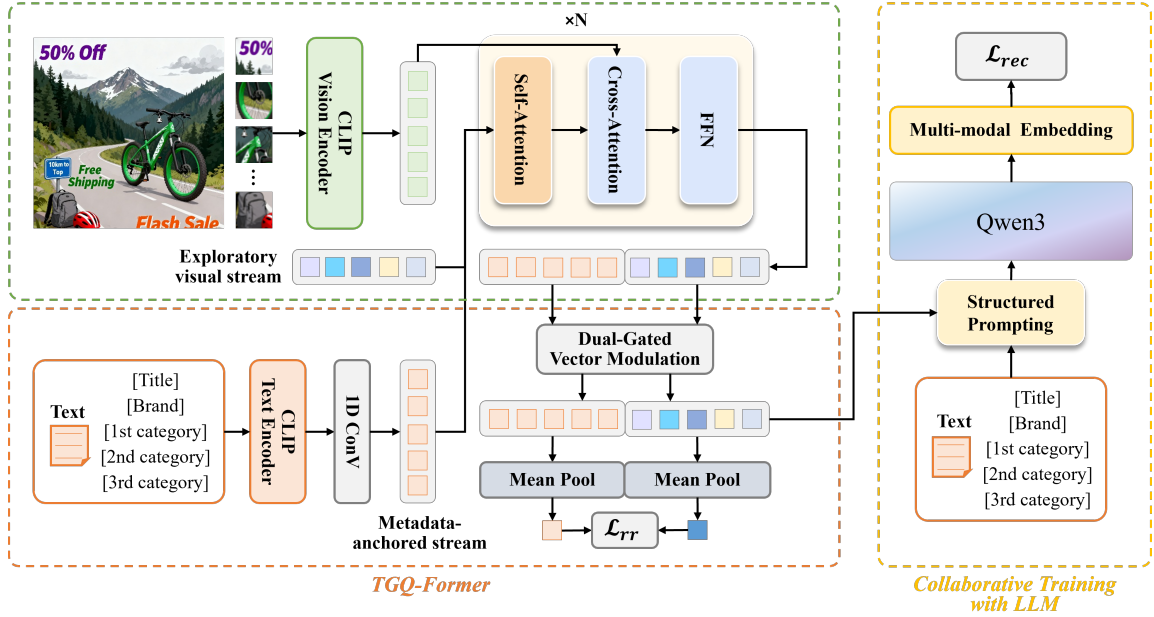 ×N
50% Off
50%
10km to
Top
Free
Shipping
Flash Sale
⋮
CLIP
Vision Encoder
Self-Attention
Cross-Attention
FFN
Exploratory
visual stream
Dual-Gated
Vector Modulation
Text
[Title]
[Brand]
[1st category]
[2nd category]
[3rd category]
CLIP
Text Encoder
1D ConV
Metadata-
anchored stream
Mean Pool
Mean Pool
ℒrr
TGQ-Former
ℒrec
Multi-modal Embedding
Qwen3
Structured
Prompting
Text
[Title]
[Brand]
[1st category]
[2nd category]
[3rd category]
Collaborative Training
with LLM